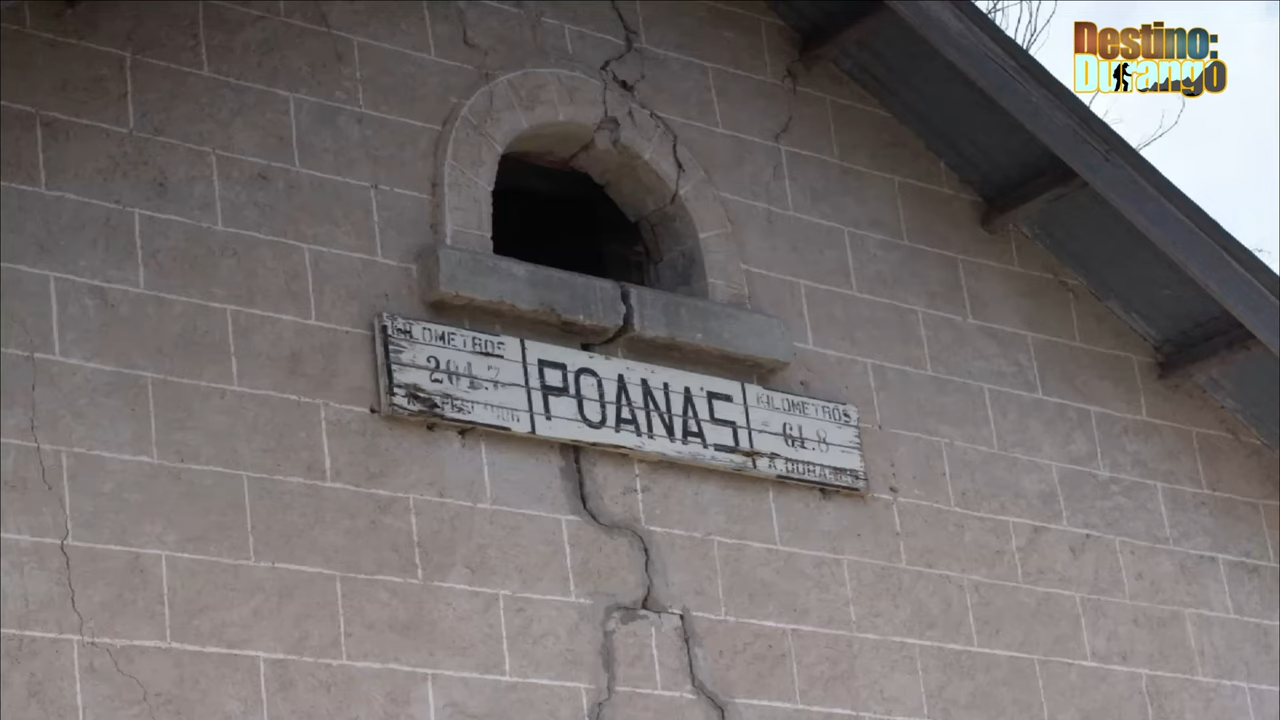 Destino:
Durango
KILOMETROS
POANAS
KILOMETROS
61.8
A. DURANGO